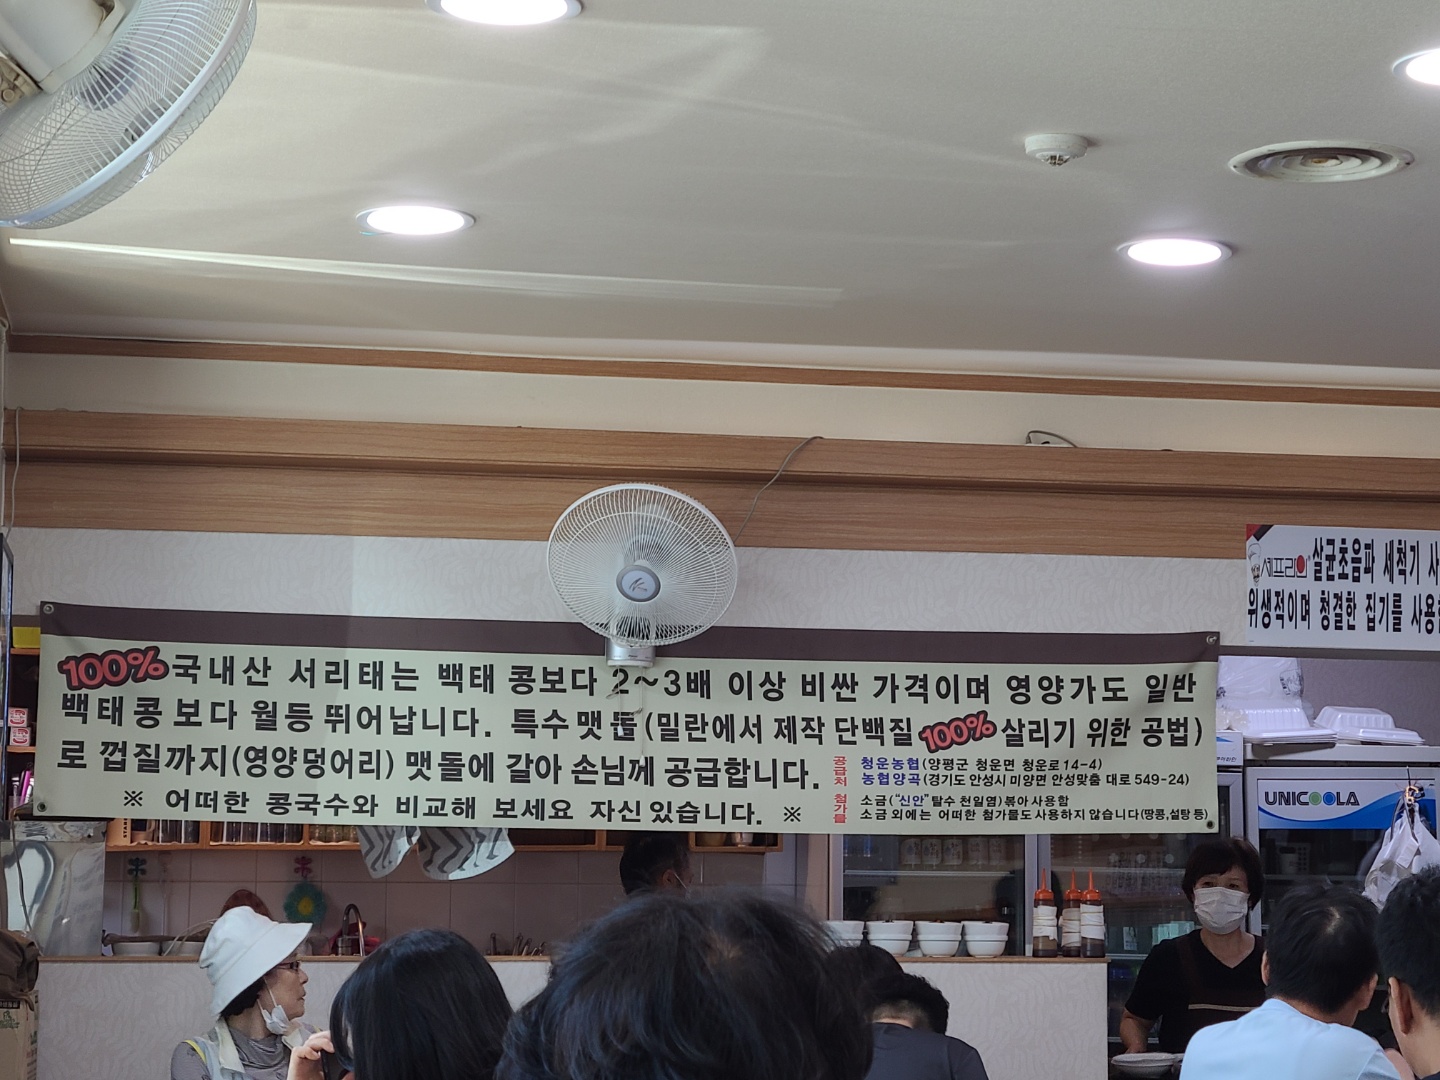 100% 국내산 서리태는 백태 콩보다 2~3배 이상 비싼 가격이며 영양가도 일반
백태콩 보다 월등 뛰어납니다. 특수 맷돌 (밀란에서 제작 단백질 100% 살리기 위한 공법)
로 껍질까지(영양덩어리) 맷돌에 갈아 손님께 공급합니다.
※ 어떠한 콩국수와 비교해 보세요 자신있습니다. ※
공급처 청운농협(양평군 청운면 청운로 14-4)
농협양곡(경기도 안성시 미양면 안성맞춤 대로 549-24)
첨가물 소금("신안"탈수 천일염) 볶아 사용함
소금 외에는 어떠한 첨가물도 사용하지 않습니다(땅콩,설탕 등)
세프라인 살균초음파 세척기 사
위생적이며 청결한 집기를 사용
UNICOOLA